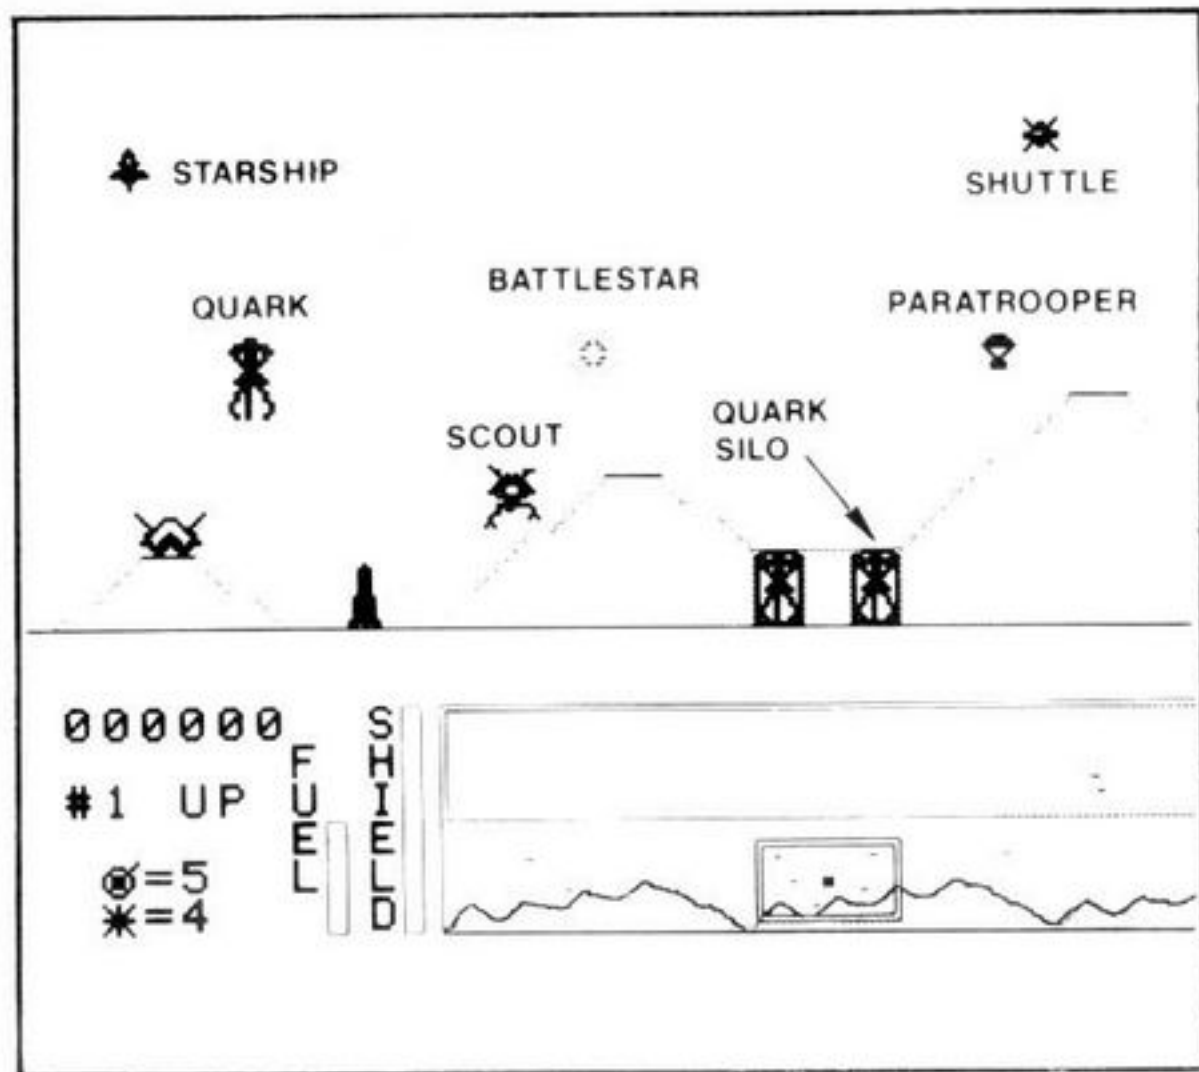 STARSHIP
SHUTTLE
BATTLESTAR
QUARK
PARATROOPER
QUARK
SILO
SCOUT
000000
FUEL
SHIELD
#1 UP
=5
=4